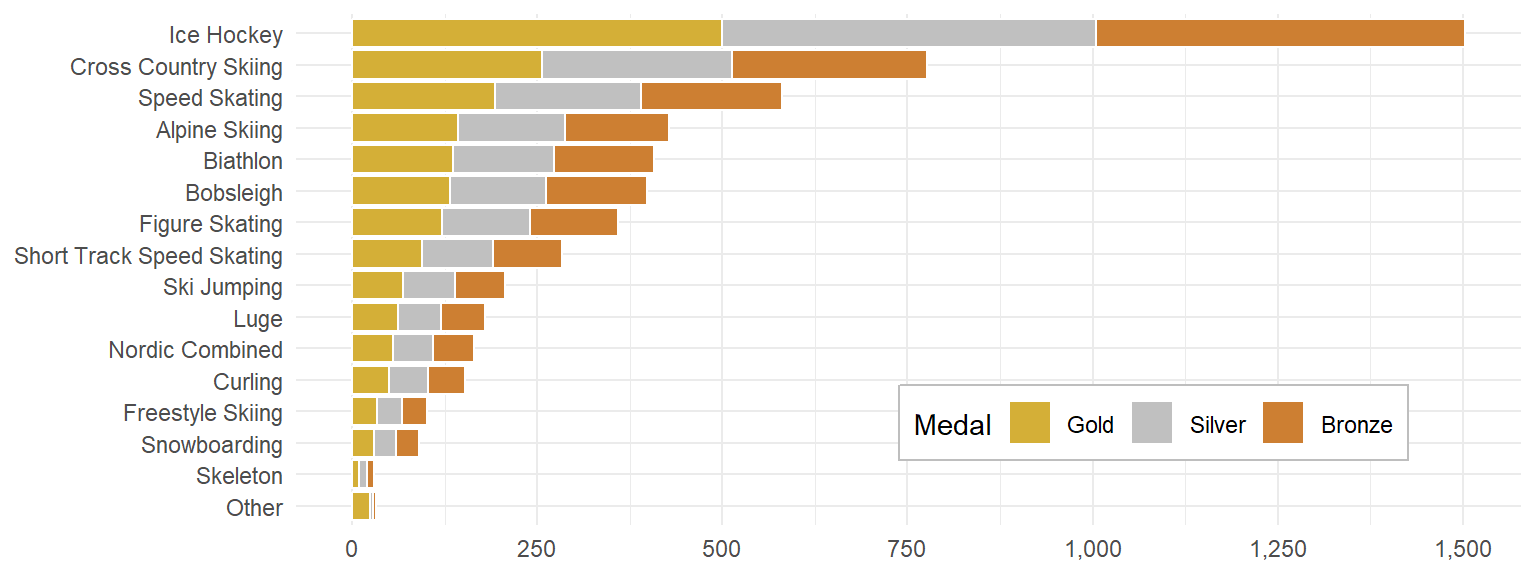 Ice Hockey
Cross Country Skiing
Speed Skating
Alpine Skiing
Biathlon
Bobsleigh
Figure Skating
Short Track Speed Skating
Ski Jumping
Luge
Nordic Combined
Curling
Freestyle Skiing
Snowboarding
Skeleton
Other
Medal Gold Silver Bronze
0 250 500 750 1,000 1,250 1,500